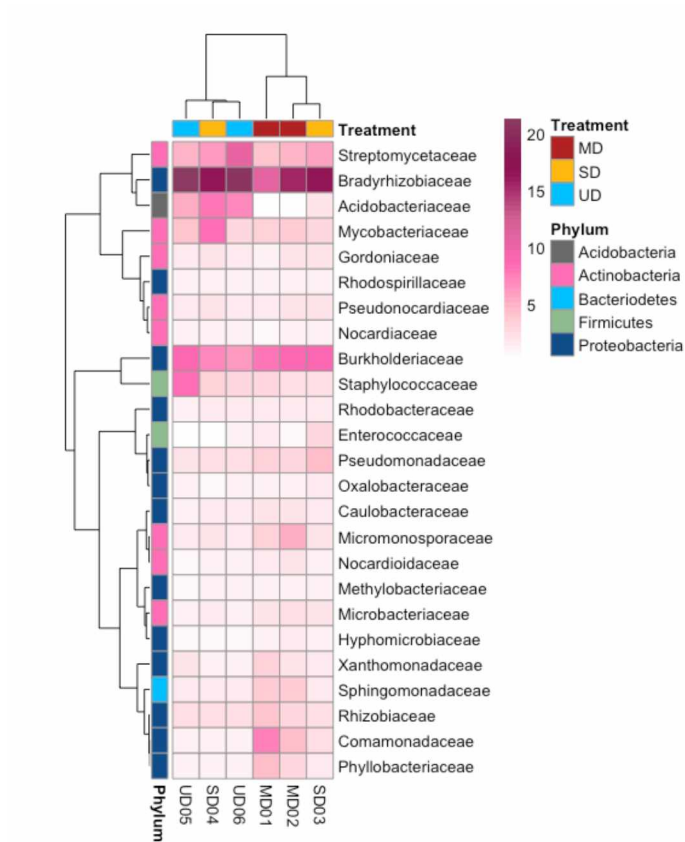 Treatment
Streptomycetaceae
Bradyrhizobiaceae
Acidobacteriaceae
Mycobacteriaceae
Gordoniaceae
Rhodospirillaceae
Pseudonocardiaceae
Nocardiaceae
Burkholderiaceae
Staphylococcaceae
Rhodobacteraceae
Enterococcaceae
Pseudomonadaceae
Oxalobacteraceae
Caulobacteraceae
Micromonosporaceae
Nocardioidaceae
Methylobacteriaceae
Microbacteriaceae
Hyphomicrobiaceae
Xanthomonadaceae
Sphingomonadaceae
Rhizobiaceae
Comamonadaceae
Phyllobacteriaceae
Phylum
UD05
SD04
UD06
MD01
MD02
SD03
20
15
10
5
Treatment
MD
SD
UD
Phylum
Acidobacteria
Actinobacteria
Bacteriodetes
Firmicutes
Proteobacteria